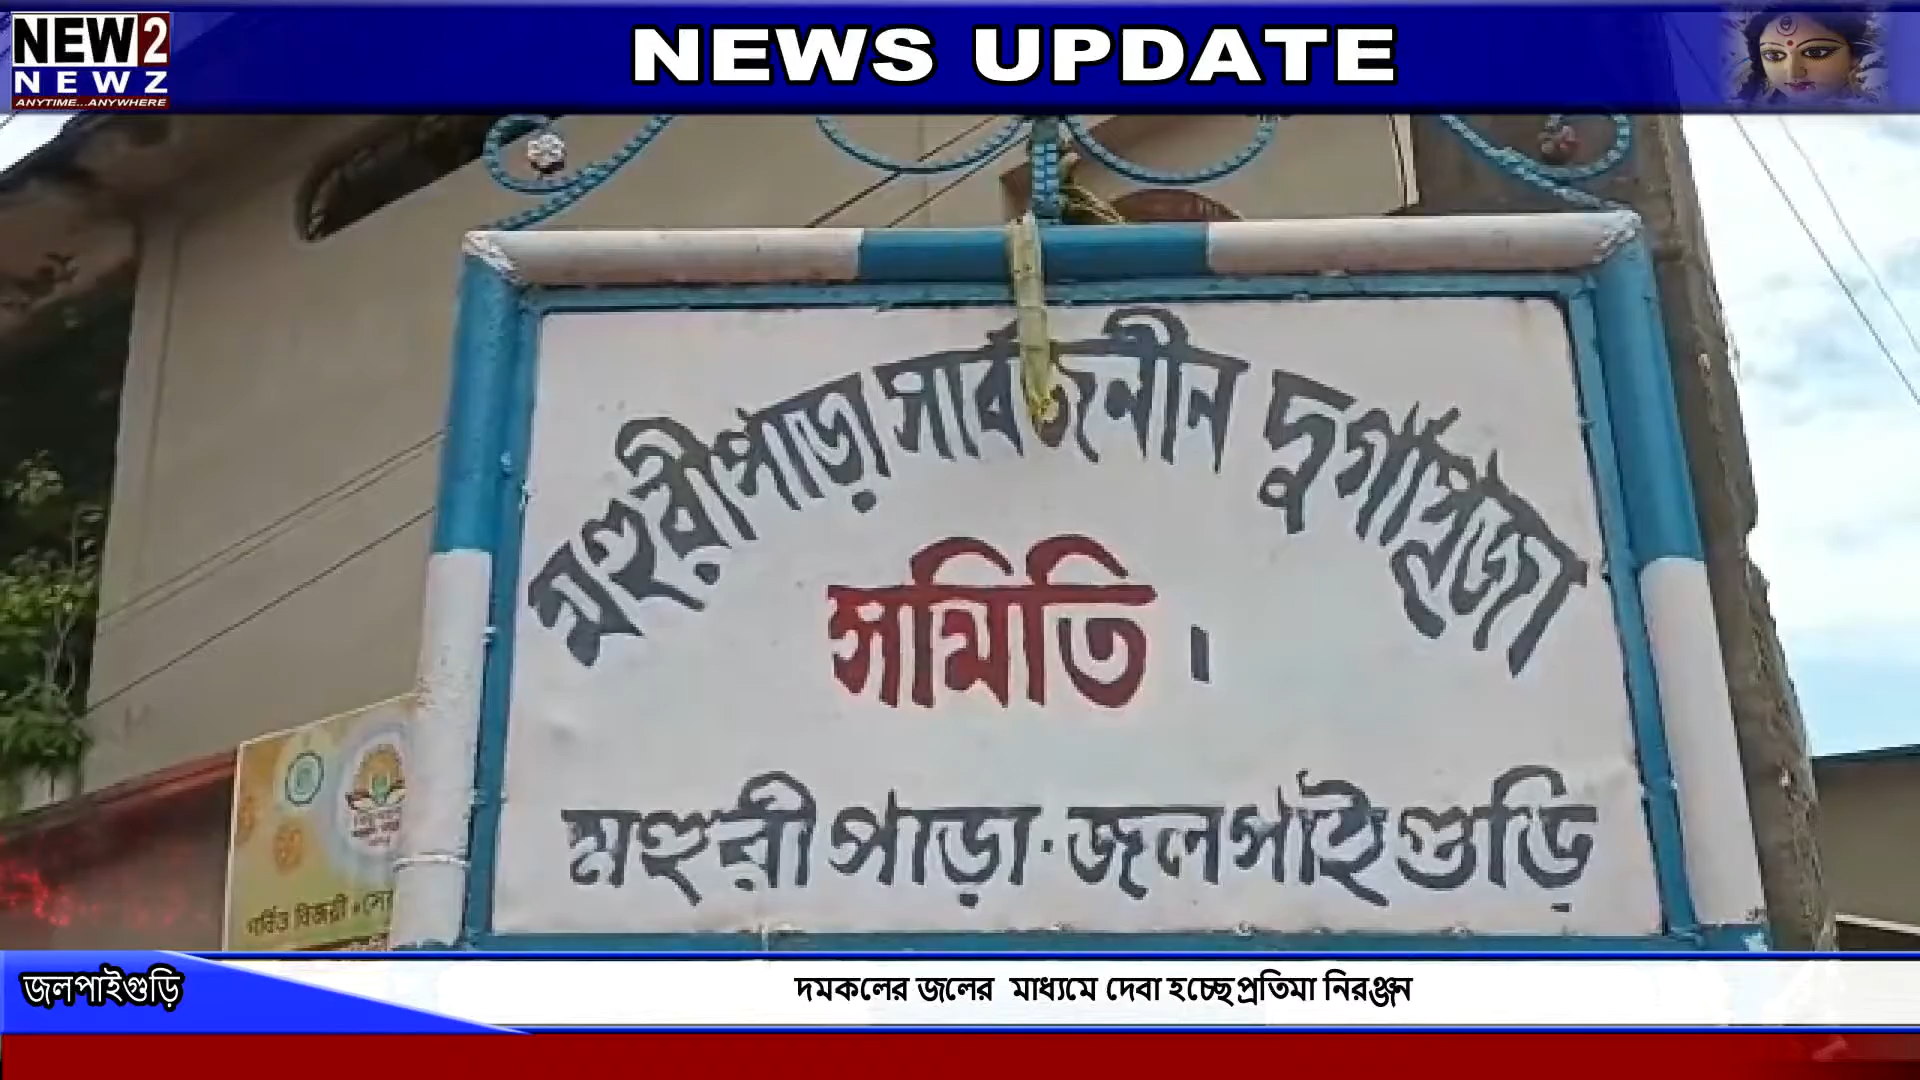 NEW2
NEWZ
ANYTIME...ANYWHERE
NEWS UPDATE
মহুরীপাড়া সার্বজনীন দুর্গাপূজা
সমিতি।
মহুরীপাড়া·জলপাইগুড়ি
জলপাইগুড়ি
দমকলের জলের মাধ্যমে দেবা হচ্ছে প্রতিমা নিরঞ্জন